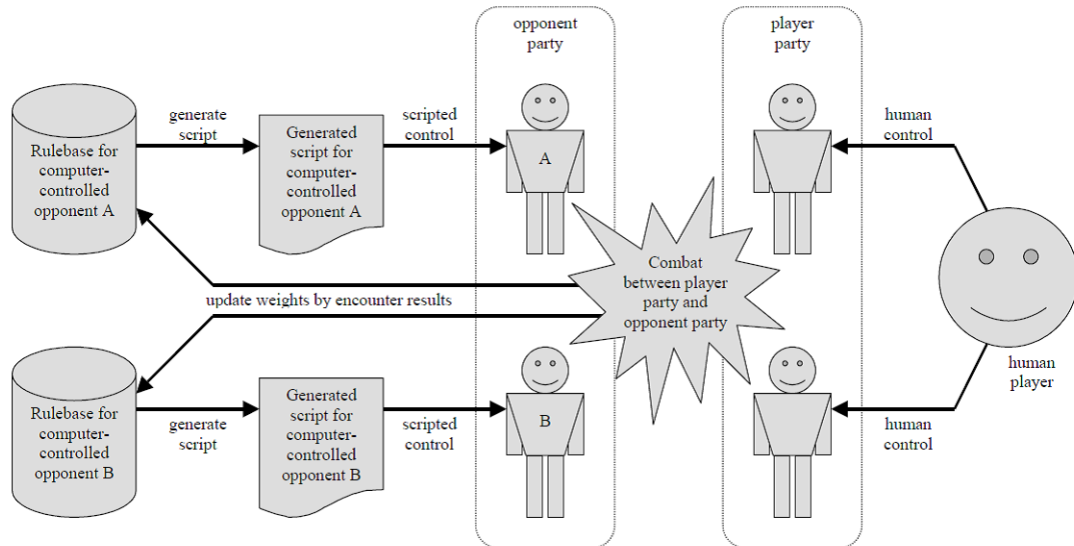 opponent
party
player
party
generate
script
scripted
control
human
control
Rulebase for
computer-
controlled
opponent A
Generated
script for
computer-
controlled
opponent A
A
Combat
between player
party and
opponent party
update weights by encounter results
human
player
Rulebase for
computer-
controlled
opponent B
generate
script
Generated
script for
computer-
controlled
opponent B
scripted
control
B
human
control